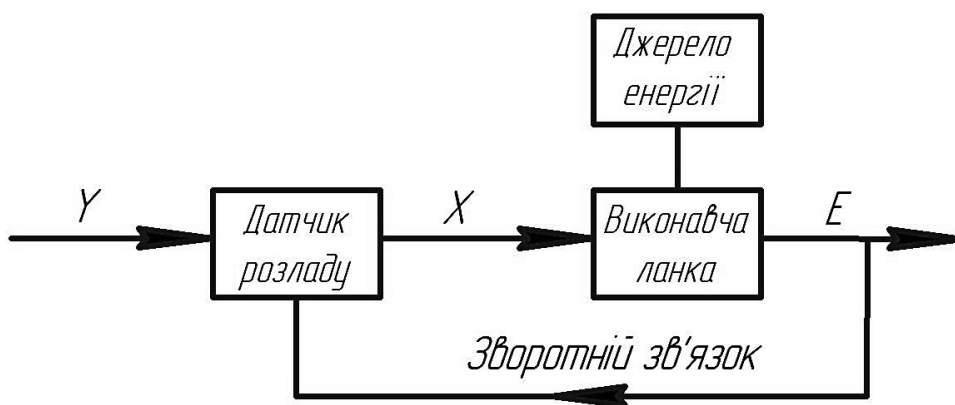 Джерело
енергії
Y
Датчик
розладу
X
Виконавча
ланка
E
Зворотній зв'язок